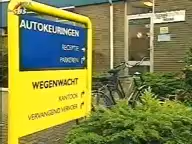 AUTOKEURINGEN
RECEPTIE
PARKEREN
WEGENWACHT
KANTOOR
VERVANGEND VERVOER